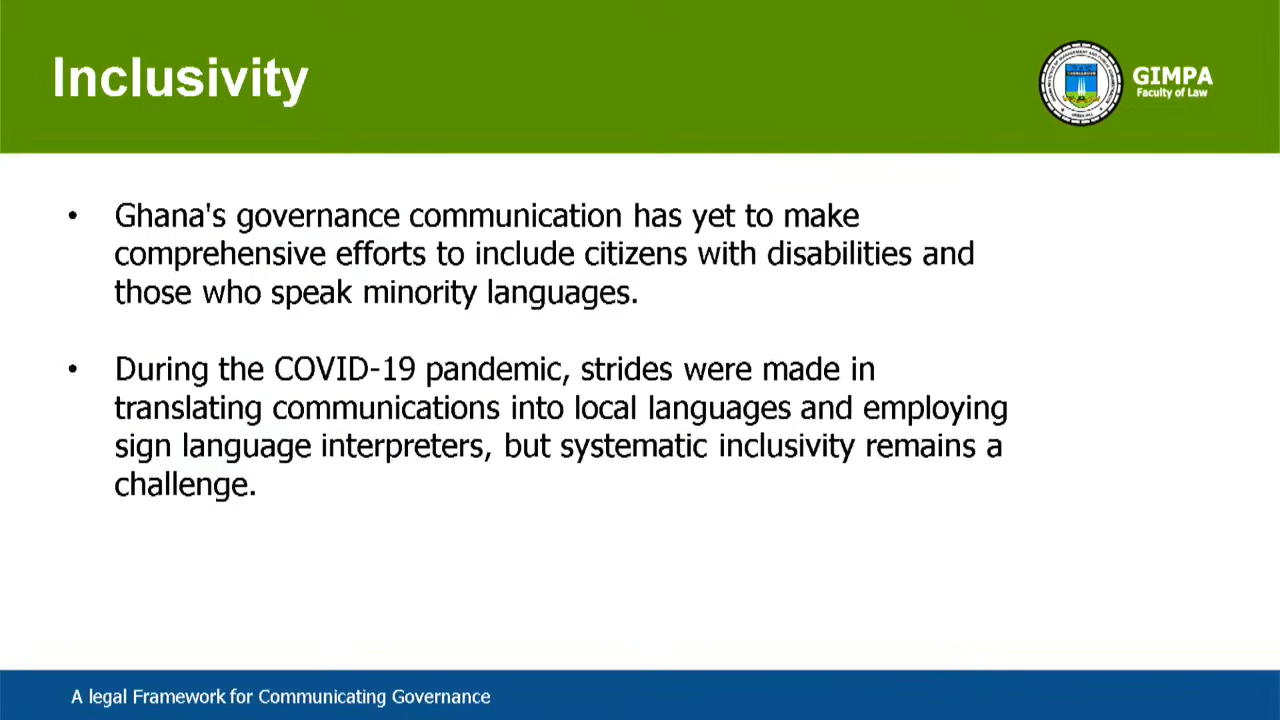 Inclusivity
GIMPA
Faculty of Law
• Ghana's governance communication has yet to make
comprehensive efforts to include citizens with disabilities and
those who speak minority languages.
• During the COVID-19 pandemic, strides were made in
translating communications into local languages and employing
sign language interpreters, but systematic inclusivity remains a
challenge.
A legal Framework for Communicating Governance